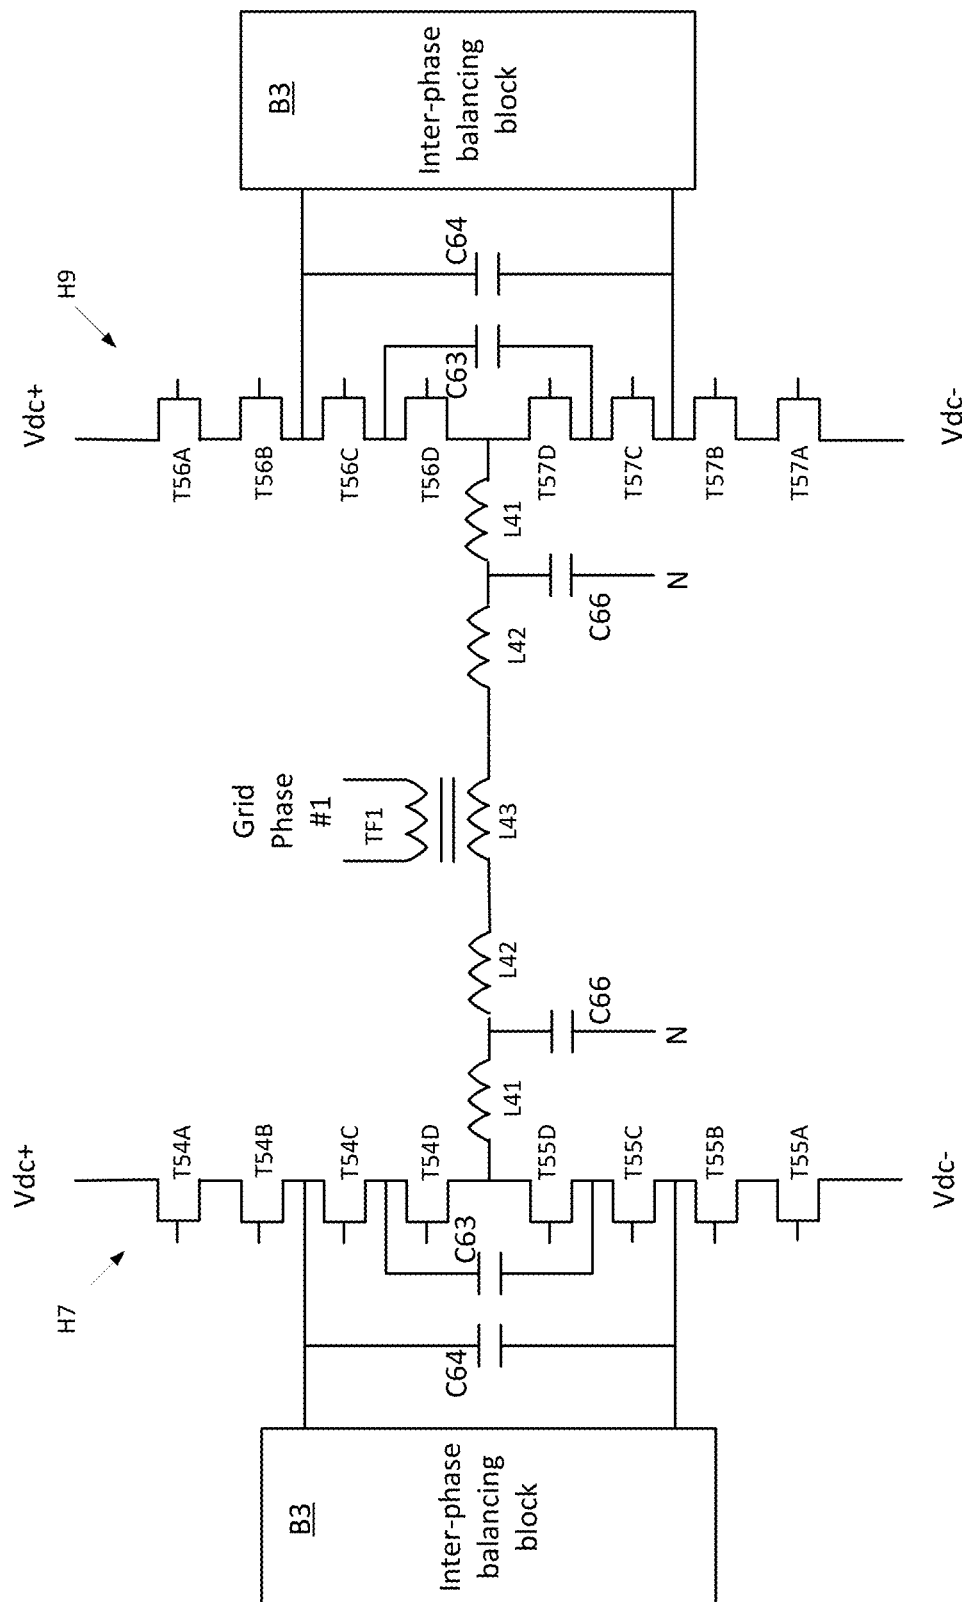 H7
Vdc+
Vdc+
H9
T54A
T54B
T54C
T54D
T55D
T55C
T55B
T55A
C63
C64
B3
Inter-phase
balancing
block
Vdc-
L41
C66
N
L42
Grid
Phase
#1
TF1
L43
L42
C66
N
L41
T56A
T56B
T56C
T56D
T57D
T57C
T57B
T57A
C63
C64
B3
Inter-phase
balancing
block
Vdc-